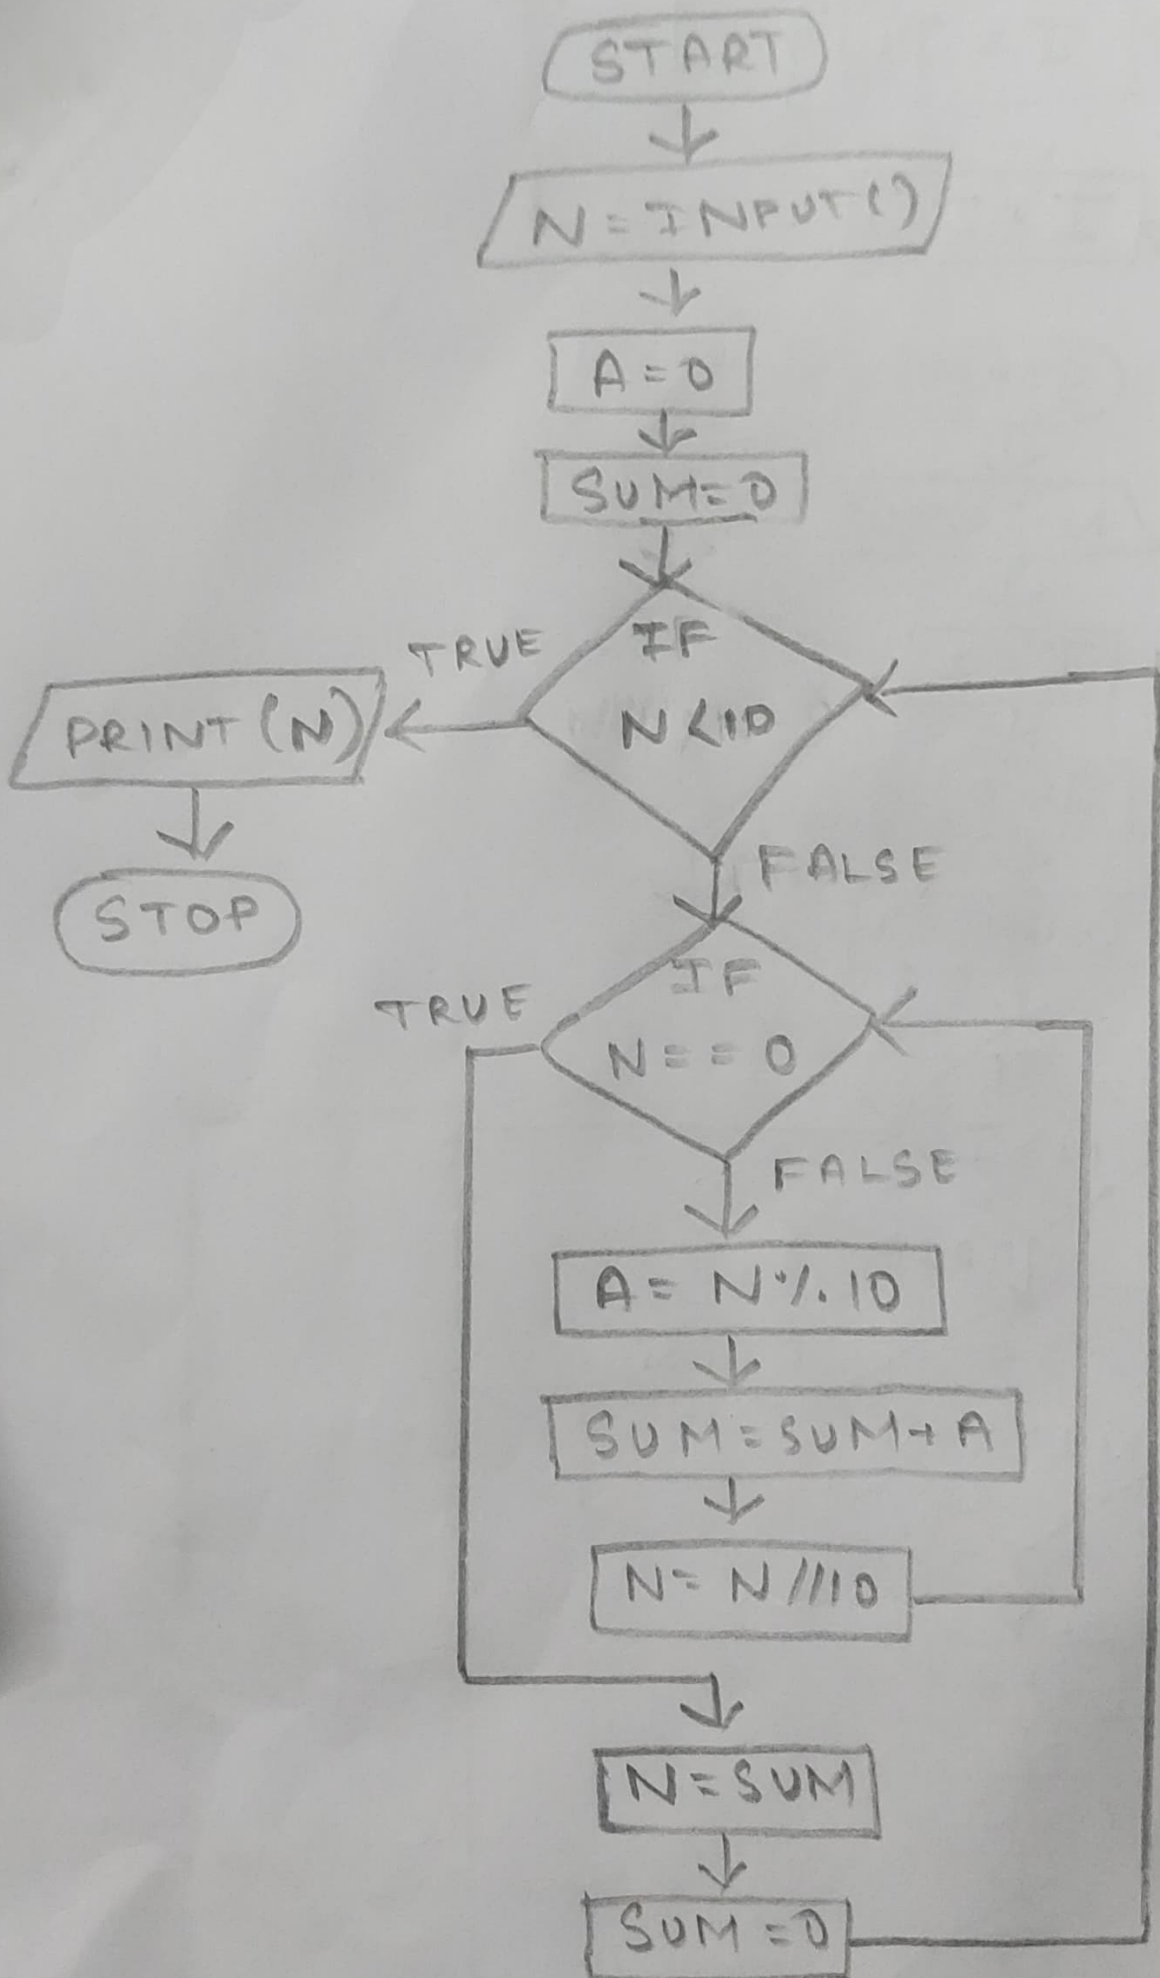 START
N=INPUT()
A=0
SUM=0
IF
N<10
TRUE
PRINT(N)
STOP
FALSE
IF
N==0
TRUE
FALSE
A=N%10
SUM=SUM+A
N=N//10
N=SUM
SUM=0